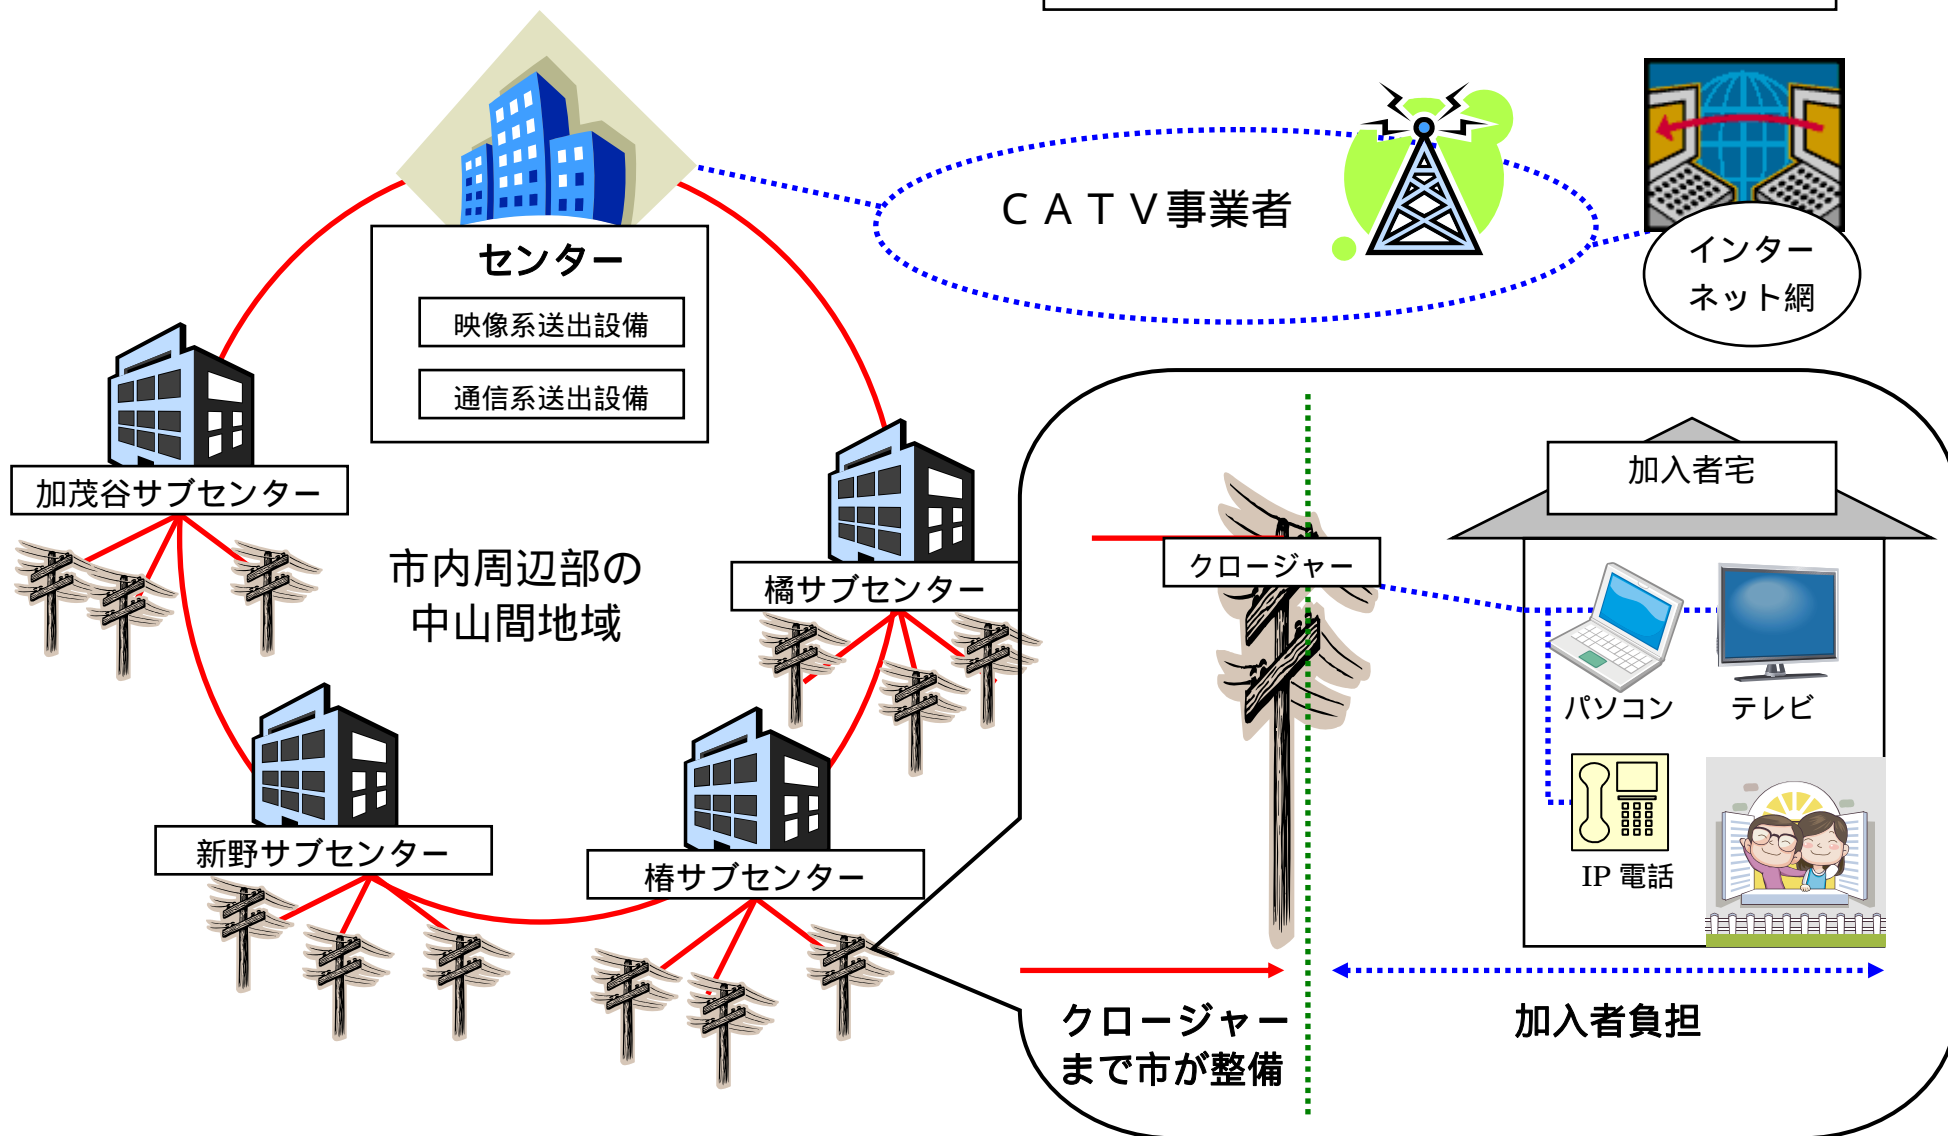 センター
映像系送出設備
通信系送出設備
ＣＡＴＶ事業者
インター
ネット網
加茂谷サブセンター
市内周辺部の
中山間地域
橘サブセンター
新野サブセンター
椿サブセンター
クロージャー
加入者宅
パソコン
テレビ
IP 電話
クロージャー
まで市が整備
加入者負担